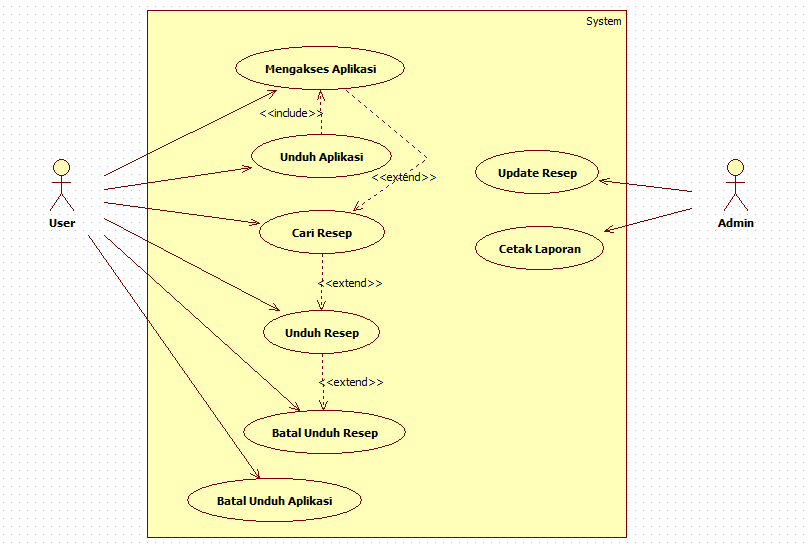 System
Mengakses Aplikasi
<<include>>
Unduh Aplikasi
<<extend>>
Cari Resep
<<extend>>
Unduh Resep
<<extend>>
Batal Unduh Resep
Batal Unduh Aplikasi
User
Update Resep
Cetak Laporan
Admin